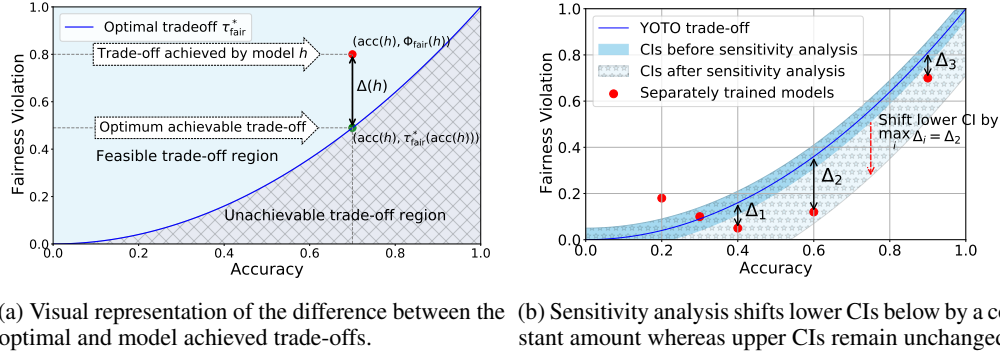 Optimal tradeoff τ*fair
Trade-off achieved by model h
(acc(h), Φfair(h))
Δ(h)
Optimum achievable trade-off
(acc(h), τ*fair(acc(h)))
Feasible trade-off region
Unachievable trade-off region
Fairness Violation
1.0
0.8
0.6
0.4
0.2
0.0
0.0 0.2 0.4 0.6 0.8 1.0
Accuracy
(a) Visual representation of the difference between the
optimal and model achieved trade-offs.
YOTO trade-off
CIs before sensitivity analysis
CIs after sensitivity analysis
Separately trained models
Δ3
Shift lower CI by
max i Δi = Δ2
Δ2
Δ1
Fairness Violation
1.0
0.8
0.6
0.4
0.2
0.0
0.0 0.2 0.4 0.6 0.8 1.0
Accuracy
(b) Sensitivity analysis shifts lower CIs below by a co
stant amount whereas upper CIs remain unchanged